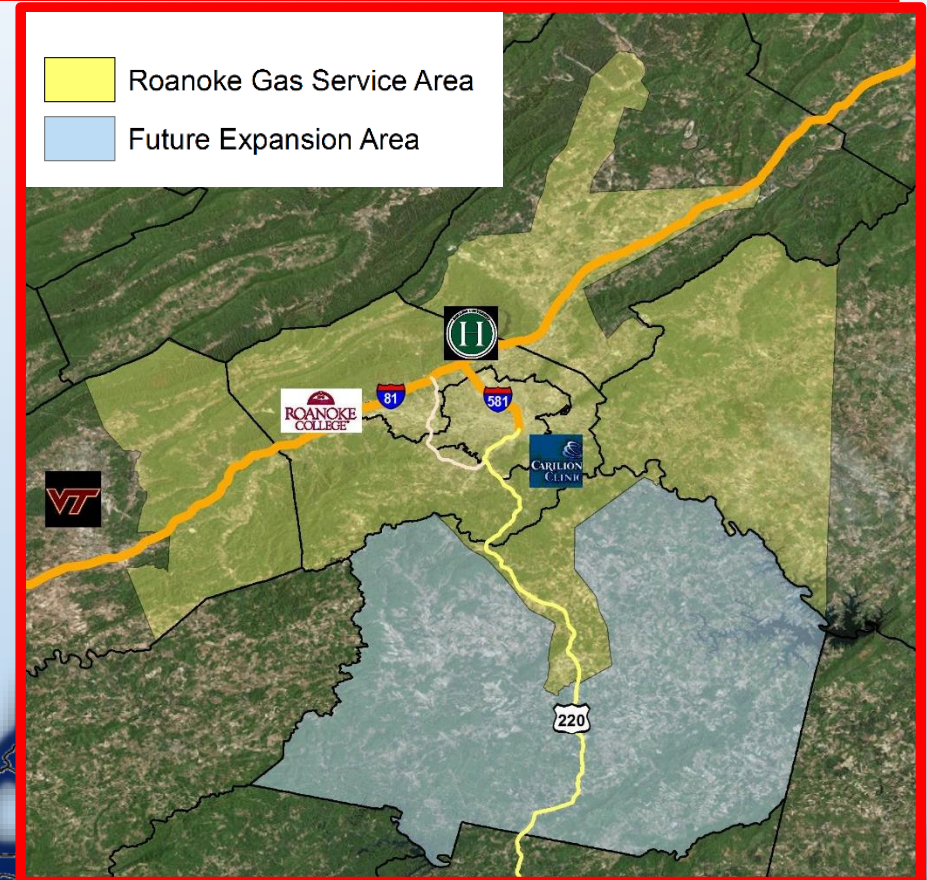 Roanoke Gas Service Area
Future Expansion Area
H
81
581
ROANOKE
COLLEGE
CARILION
CLINIC
VT
220